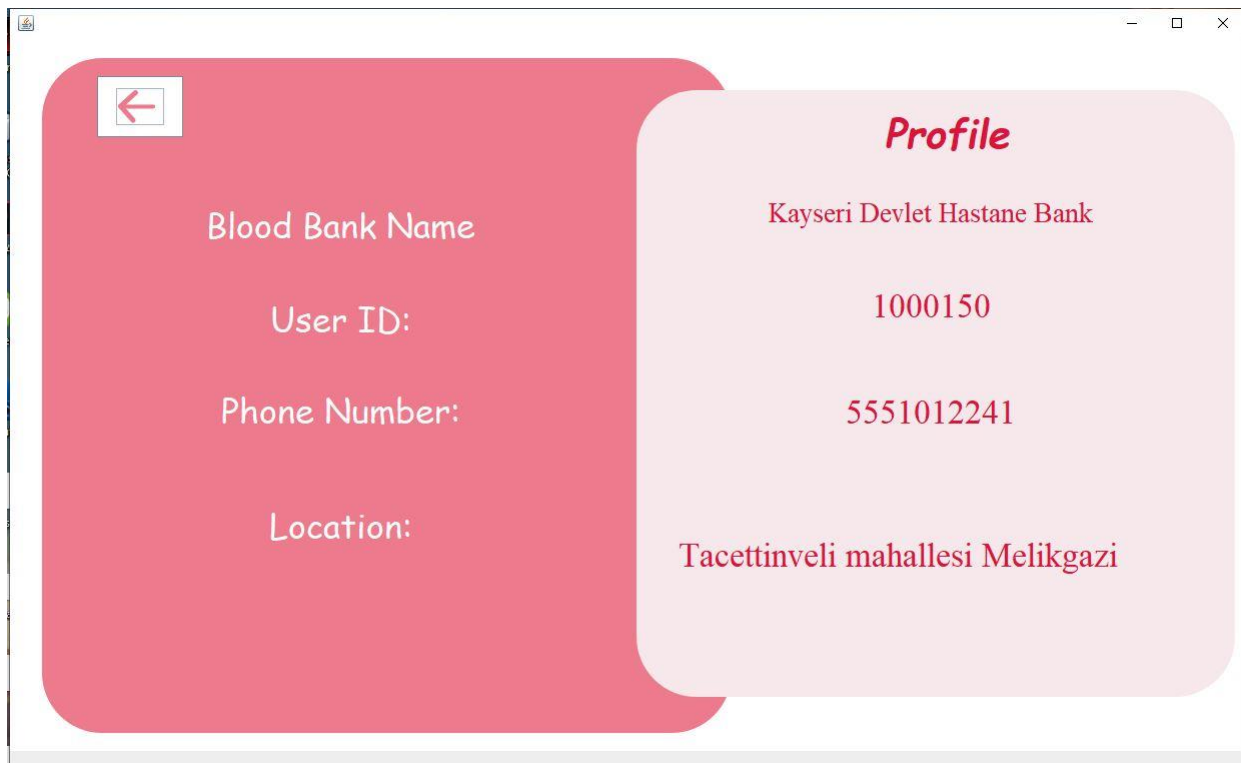 Profile
Blood Bank Name
Kayseri Devlet Hastane Bank
User ID:
1000150
Phone Number:
5551012241
Location:
Tacettinveli mahallesi Melikgazi